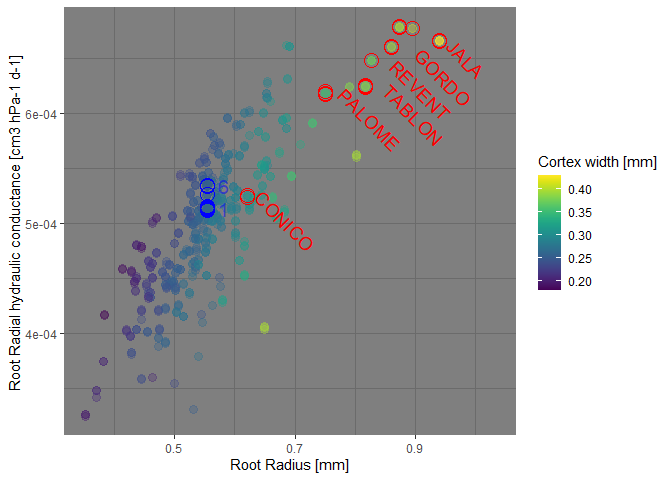 Root Radial hydraulic conductance [cm3 hPa-1 d-1]
6e-04
5e-04
4e-04
JALA
GORDO
REVENT
TABLON
PALOME
CONICO
0.5
0.7
0.9
Root Radius [mm]
Cortex width [mm]
0.40
0.35
0.30
0.25
0.20